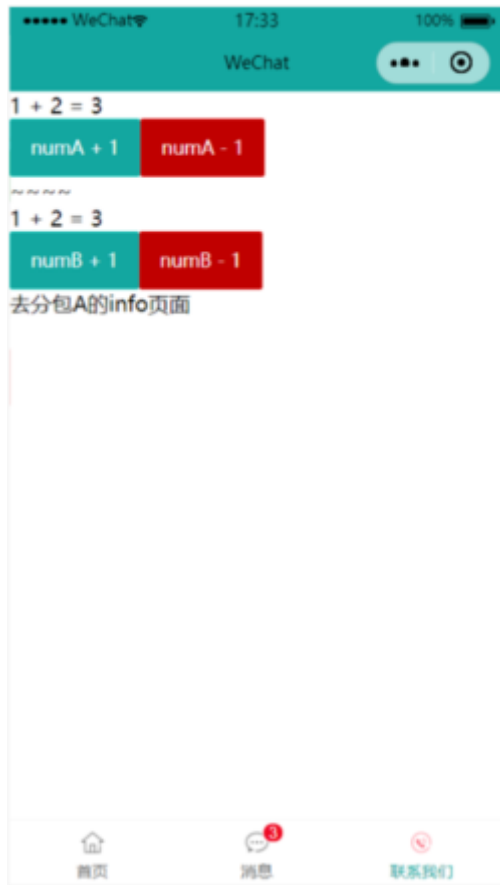 WeChat 17:33 100%
WeChat
1 + 2 = 3
numA + 1 numA - 1
~~~~
1 + 2 = 3
numB + 1 numB - 1
去分包A的info页面
3
首页 消息 联系我们